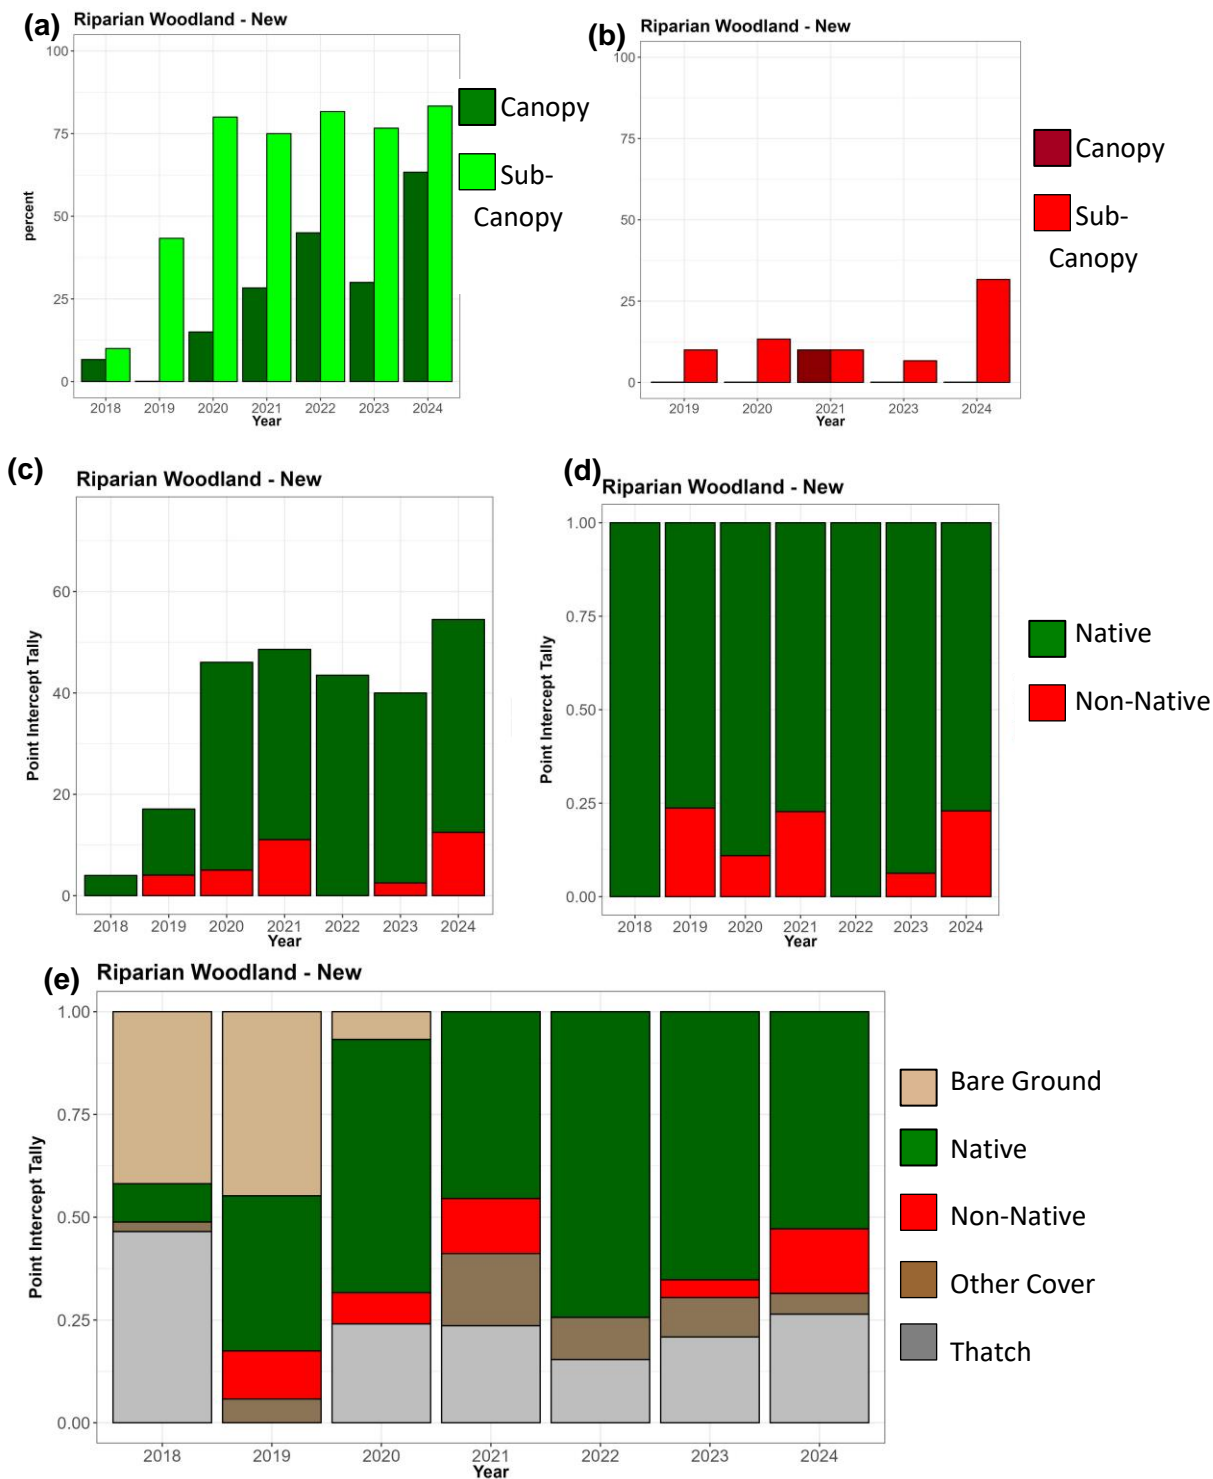 (a)
Riparian Woodland - New
100
75
50
25
0
percent
2018 2019 2020 2021 2022 2023 2024
Year
Canopy
Sub-
Canopy
(b)
Riparian Woodland - New
100
75
50
25
0
2019 2020 2021 2023 2024
Year
Canopy
Sub-
Canopy
(c)
Riparian Woodland - New
60
40
20
0
Point Intercept Tally
2018 2019 2020 2021 2022 2023 2024
Year
(d)
Riparian Woodland - New
1.00
0.75
0.50
0.25
0.00
Point Intercept Tally
2018 2019 2020 2021 2022 2023 2024
Year
Native
Non-Native
(e)
Riparian Woodland - New
1.00
0.75
0.50
0.25
0.00
Point Intercept Tally
2018 2019 2020 2021 2022 2023 2024
Year
Bare Ground
Native
Non-Native
Other Cover
Thatch